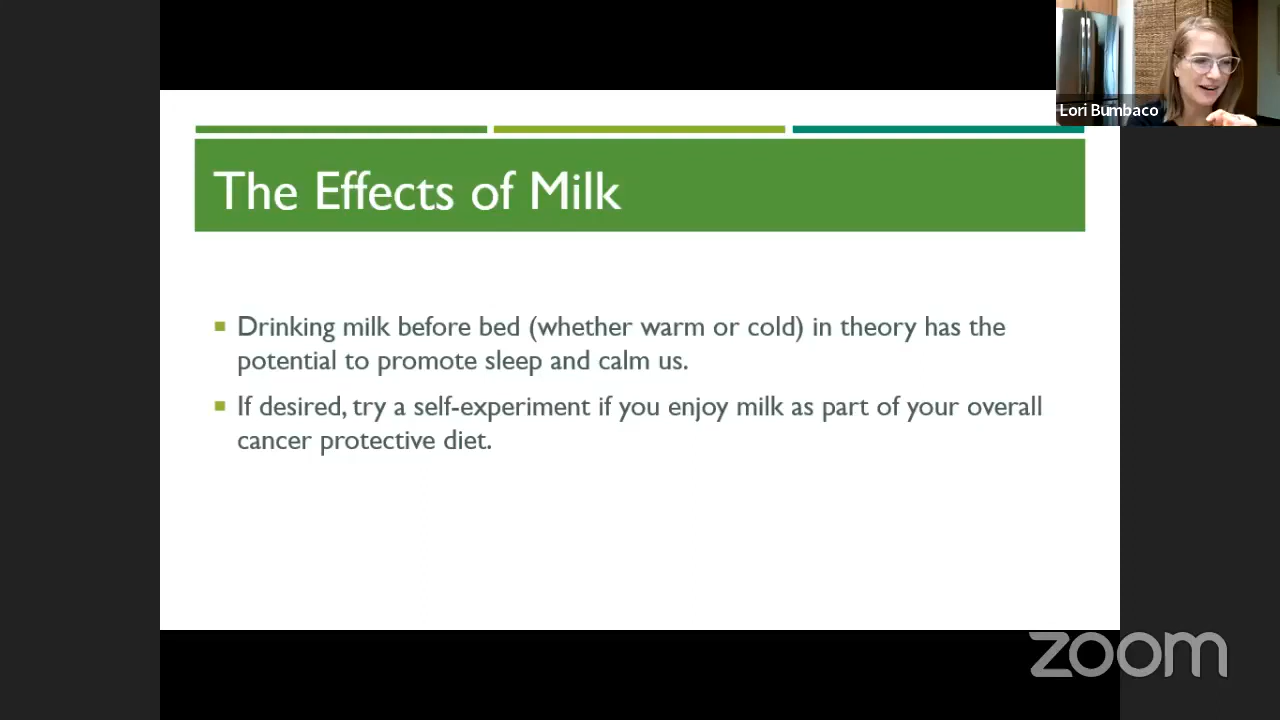 Lori Bumbaco
The Effects of Milk
Drinking milk before bed (whether warm or cold) in theory has the
potential to promote sleep and calm us.
If desired, try a self-experiment if you enjoy milk as part of your overall
cancer protective diet.
zoom